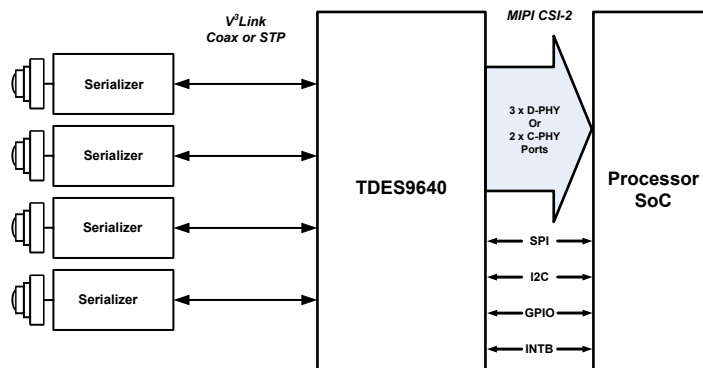 V³Link
Coax or STP
MIPI CSI-2
Serializer
Serializer
Serializer
Serializer
TDES9640
3 x D-PHY
Or
2 x C-PHY
Ports
SPI
I2C
GPIO
INTB
Processor
SoC